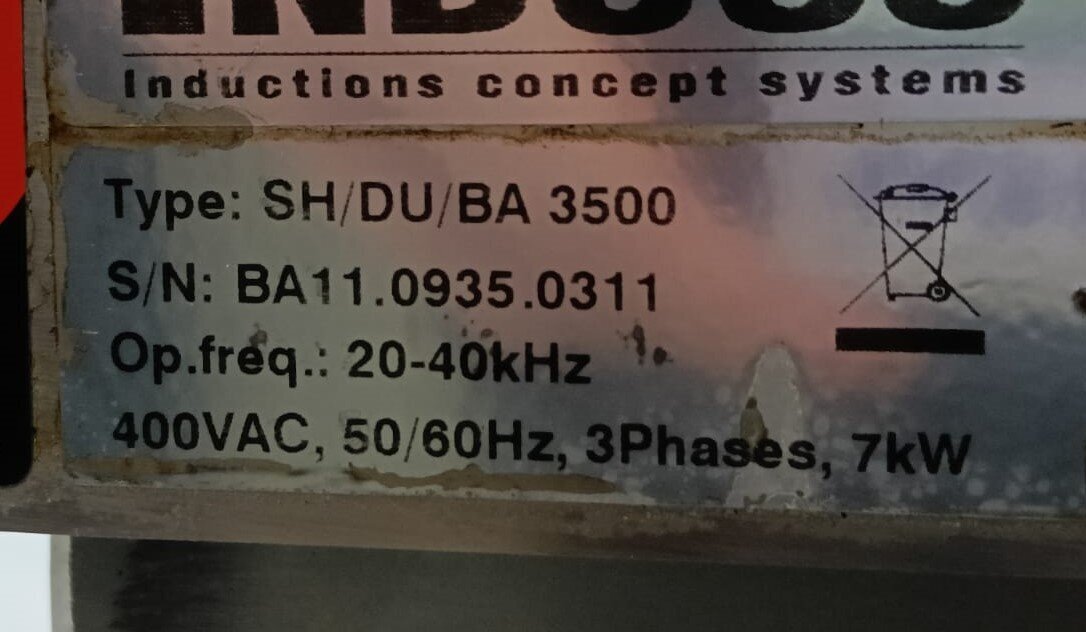 Inductions concept systems
Type: SH/DU/BA 3500
S/N: BA11.0935.0311
Op.freq.: 20-40kHz
400VAC, 50/60Hz, 3Phases, 7kW